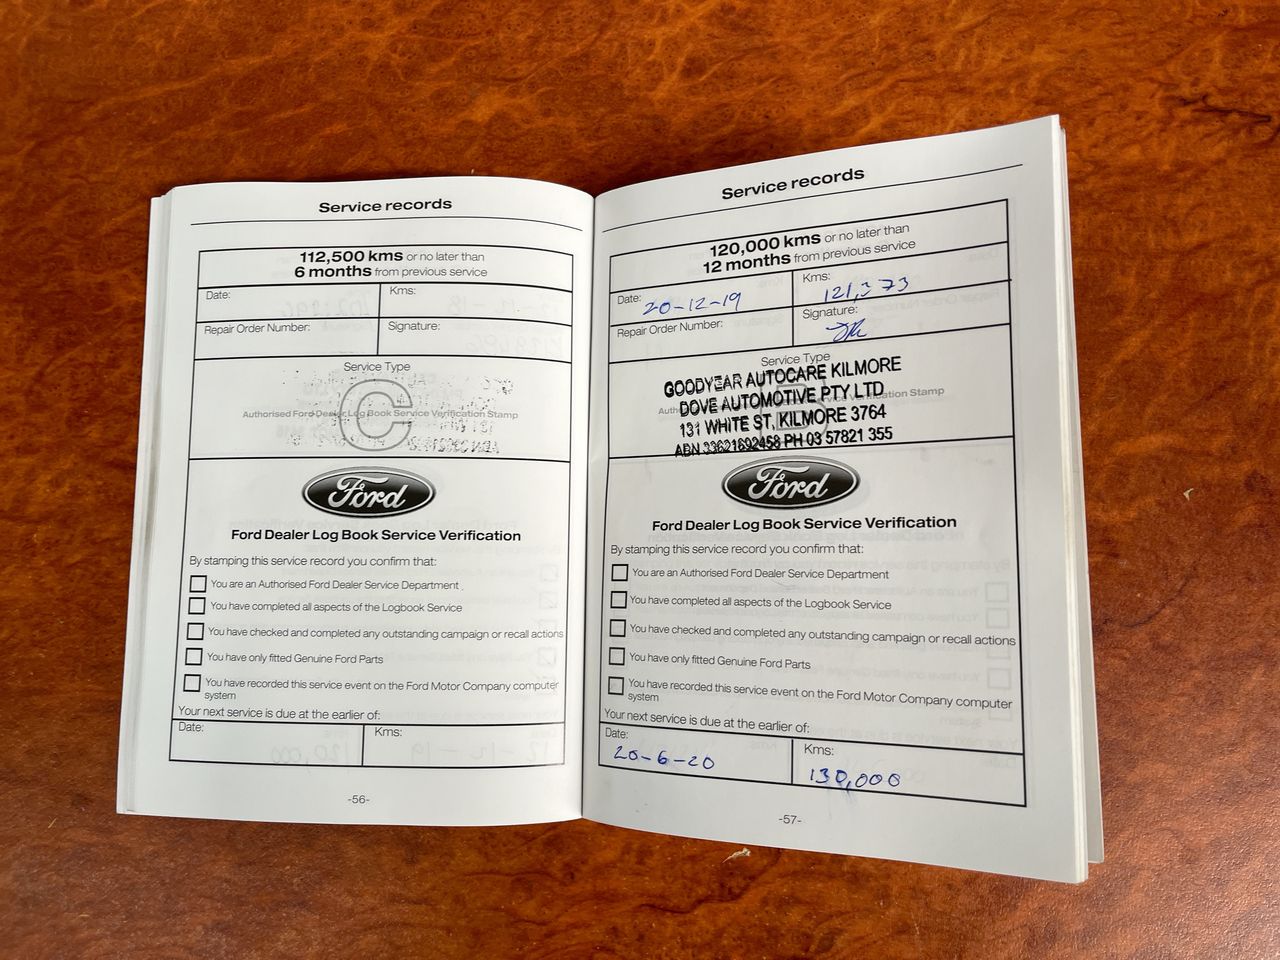 Service records
112,500 kms or no later than
6 months from previous service
Date:
Kms:
Repair Order Number:
Signature:
Service Type
C
Authorised Ford Dealer Log Book Service Verification Stamp
Ford
Ford Dealer Log Book Service Verification
By stamping this service record you confirm that:
You are an Authorised Ford Dealer Service Department
You have completed all aspects of the Logbook Service
You have checked and completed any outstanding campaign or recall actions
You have only fitted Genuine Ford Parts
You have recorded this service event on the Ford Motor Company computer
system
Your next service is due at the earlier of:
Date:
Kms:
-56-
Service records
120,000 kms or no later than
12 months from previous service
Date: 20-12-19
Kms: 121,373
Repair Order Number:
Signature:
Service Type
GOODYEAR AUTOCARE KILMORE
DOVE AUTOMOTIVE PTY LTD
131 WHITE ST, KILMORE 3764
ABN 33621692458 PH 03 57821 355
Ford
Ford Dealer Log Book Service Verification
By stamping this service record you confirm that:
You are an Authorised Ford Dealer Service Department
You have completed all aspects of the Logbook Service
You have checked and completed any outstanding campaign or recall actions
You have only fitted Genuine Ford Parts
You have recorded this service event on the Ford Motor Company computer
system
Your next service is due at the earlier of:
Date: 20-6-20
Kms: 130,000
-57-